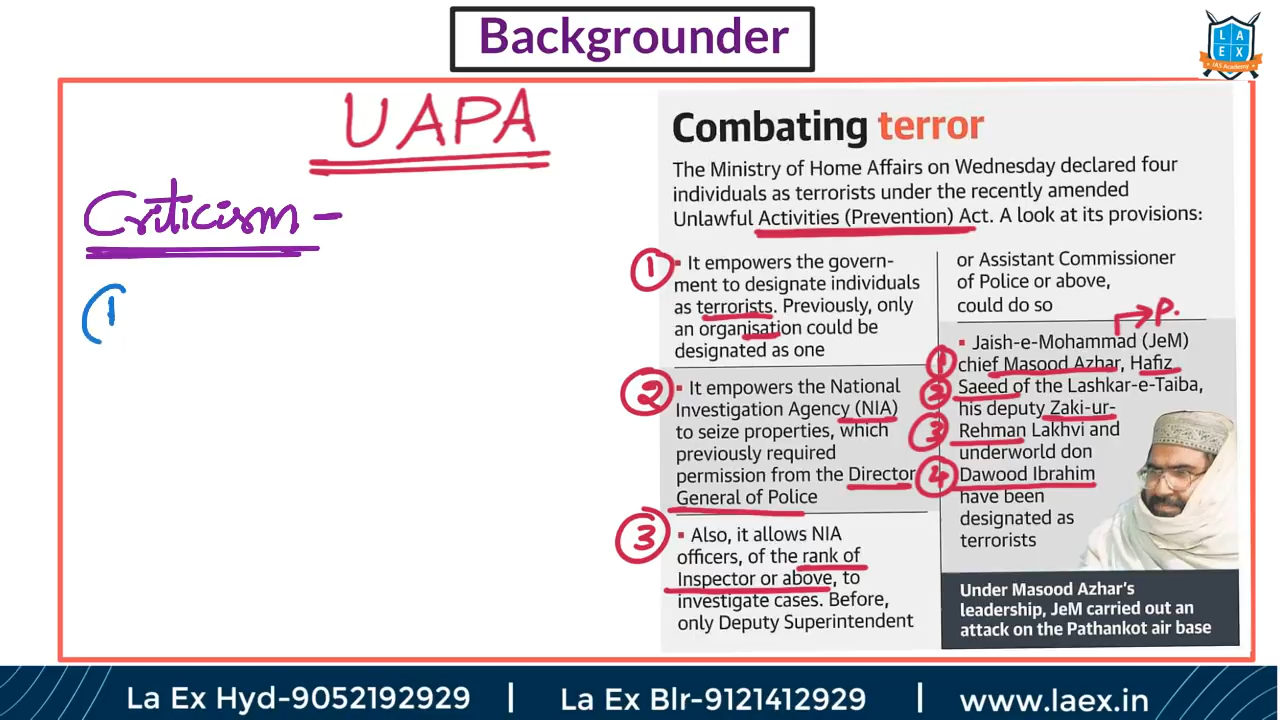 Backgrounder
L A
E X
IAS Academy
UAPA
Criticism -
(1
Combating terror
The Ministry of Home Affairs on Wednesday declared four
individuals as terrorists under the recently amended
Unlawful Activities (Prevention) Act. A look at its provisions:
1
▪ It empowers the govern-
ment to designate individuals
as terrorists. Previously, only
an organisation could be
designated as one
2
▪ It empowers the National
Investigation Agency (NIA)
to seize properties, which
previously required
permission from the Director
General of Police
3
▪ Also, it allows NIA
officers, of the rank of
Inspector or above, to
investigate cases. Before,
only Deputy Superintendent
or Assistant Commissioner
of Police or above,
could do so
→ P.
▪ Jaish-e-Mohammad (JeM)
1 chief Masood Azhar, Hafiz
2 Saeed of the Lashkar-e-Taiba,
his deputy Zaki-ur-
3 Rehman Lakhvi and
underworld don
4 Dawood Ibrahim
have been
designated as
terrorists
Under Masood Azhar's
leadership, JeM carried out an
attack on the Pathankot air base
La Ex Hyd-9052192929 | La Ex Blr-9121412929 | www.laex.in